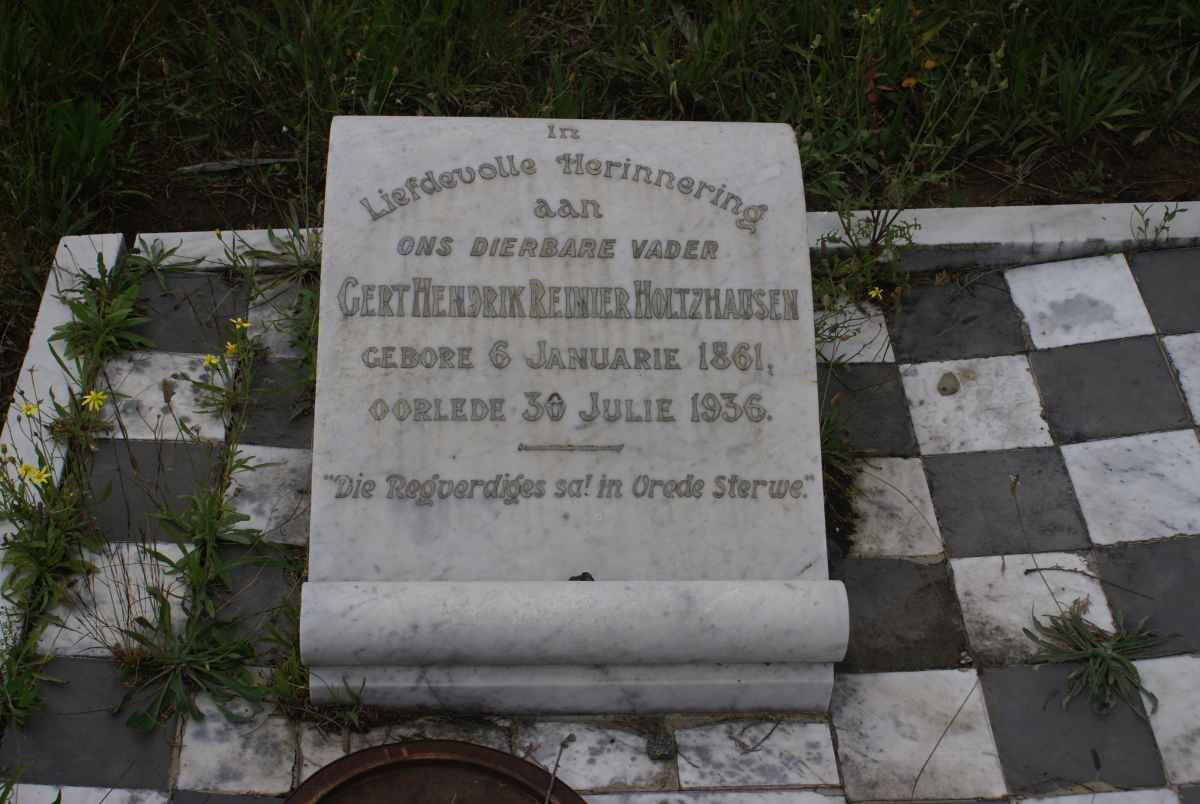 In
Liefdevolle Herinnering
aan
ONS DIERBARE VADER
GERT HENDRIK REINIER HOLTZHAUSEN
GEBORE 6 JANUARIE 1861,
OORLEDE 30 JULIE 1936.
"Die Regverdiges sal in Vrede Sterwe."